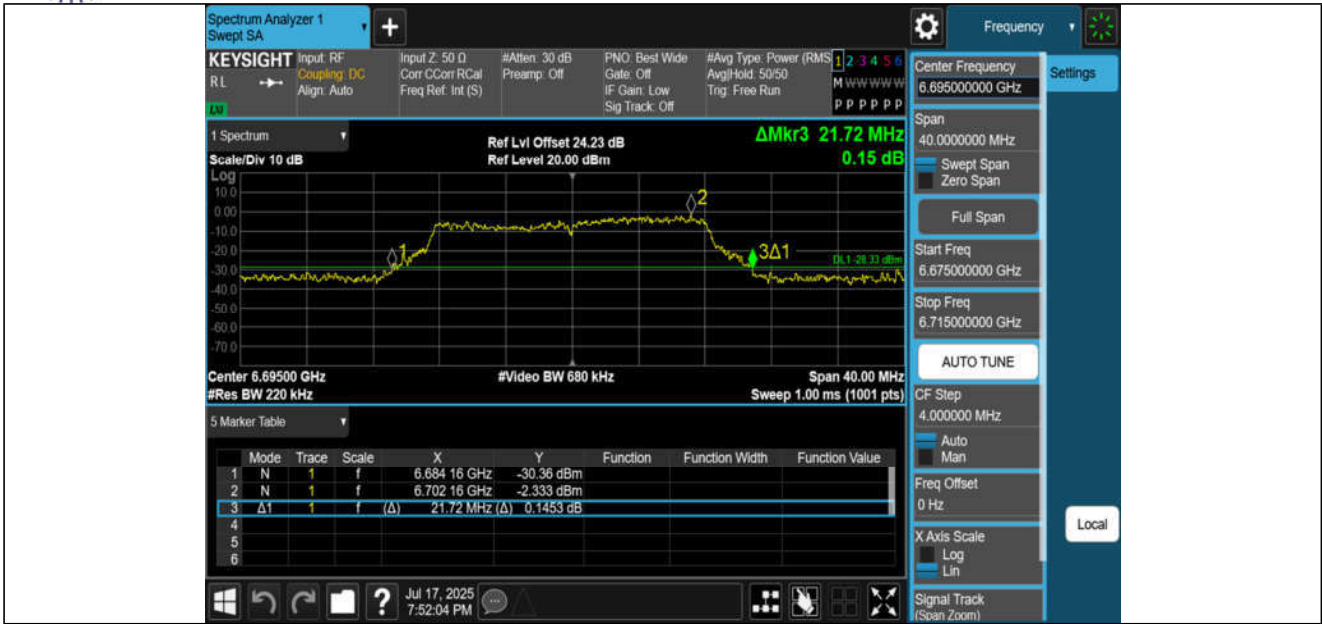 Spectrum Analyzer 1
Swept SA
+
Frequency
KEYSIGHT
RL
LXI
Input: RF
Coupling: DC
Align: Auto
Input Z: 50 Ω
Corr CCorr RCal
Freq Ref: Int (S)
#Atten: 30 dB
Preamp: Off
PNO: Best Wide
Gate: Off
IF Gain: Low
Sig Track: Off
#Avg Type: Power (RMS
Avg|Hold: 50/50
Trig: Free Run
1 2 3 4 5 6
M W W W W W
P P P P P P
1 Spectrum
Scale/Div 10 dB
Ref Lvl Offset 24.23 dB
Ref Level 20.00 dBm
ΔMkr3 21.72 MHz
0.15 dB
Log
10.0
0.00
-10.0
-20.0
-30.0
-40.0
-50.0
-60.0
-70.0
1
2
3Δ1
DL1 -28.33 dBm
Center 6.69500 GHz
#Res BW 220 kHz
#Video BW 680 kHz
Span 40.00 MHz
Sweep 1.00 ms (1001 pts)
5 Marker Table
Mode Trace Scale X Y Function Function Width Function Value
1 N 1 f 6.684 16 GHz -30.36 dBm
2 N 1 f 6.702 16 GHz -2.333 dBm
3 Δ1 1 f (Δ) 21.72 MHz (Δ) 0.1453 dB
4
5
6
?
Jul 17, 2025
7:52:04 PM
Center Frequency
6.695000000 GHz
Settings
Span
40.0000000 MHz
Swept Span
Zero Span
Full Span
Start Freq
6.675000000 GHz
Stop Freq
6.715000000 GHz
AUTO TUNE
CF Step
4.000000 MHz
Auto
Man
Freq Offset
0 Hz
X Axis Scale
Log
Lin
Local
Signal Track
(Span Zoom)